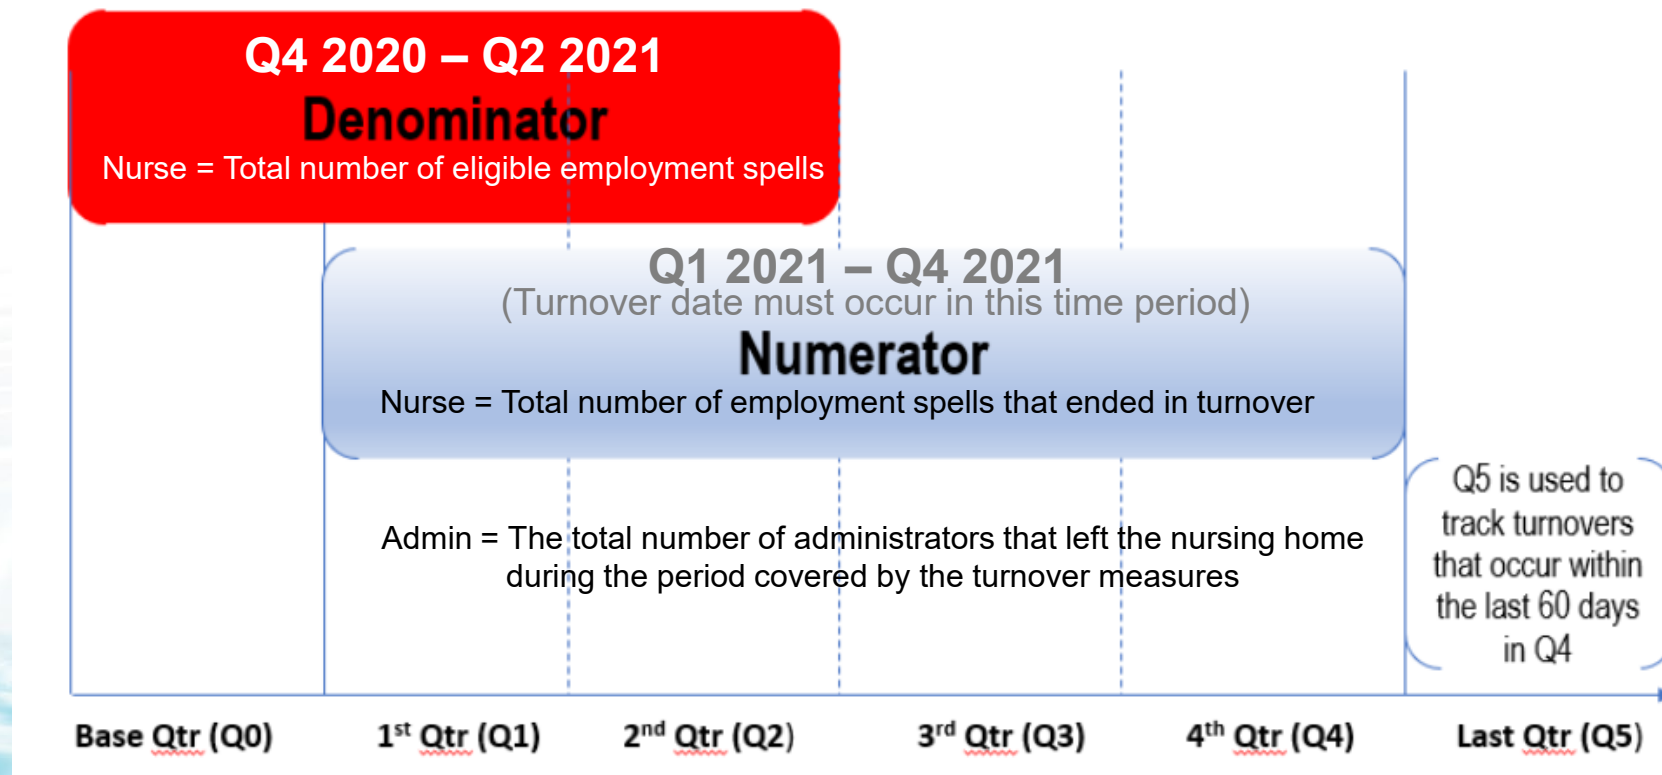 Q4 2020 – Q2 2021
Denominator
Nurse = Total number of eligible employment spells
Q1 2021 – Q4 2021
(Turnover date must occur in this time period)
Numerator
Nurse = Total number of employment spells that ended in turnover
Admin = The total number of administrators that left the nursing home
during the period covered by the turnover measures
Q5 is used to
track turnovers
that occur within
the last 60 days
in Q4
Base Qtr (Q0) 1st Qtr (Q1) 2nd Qtr (Q2) 3rd Qtr (Q3) 4th Qtr (Q4) Last Qtr (Q5)